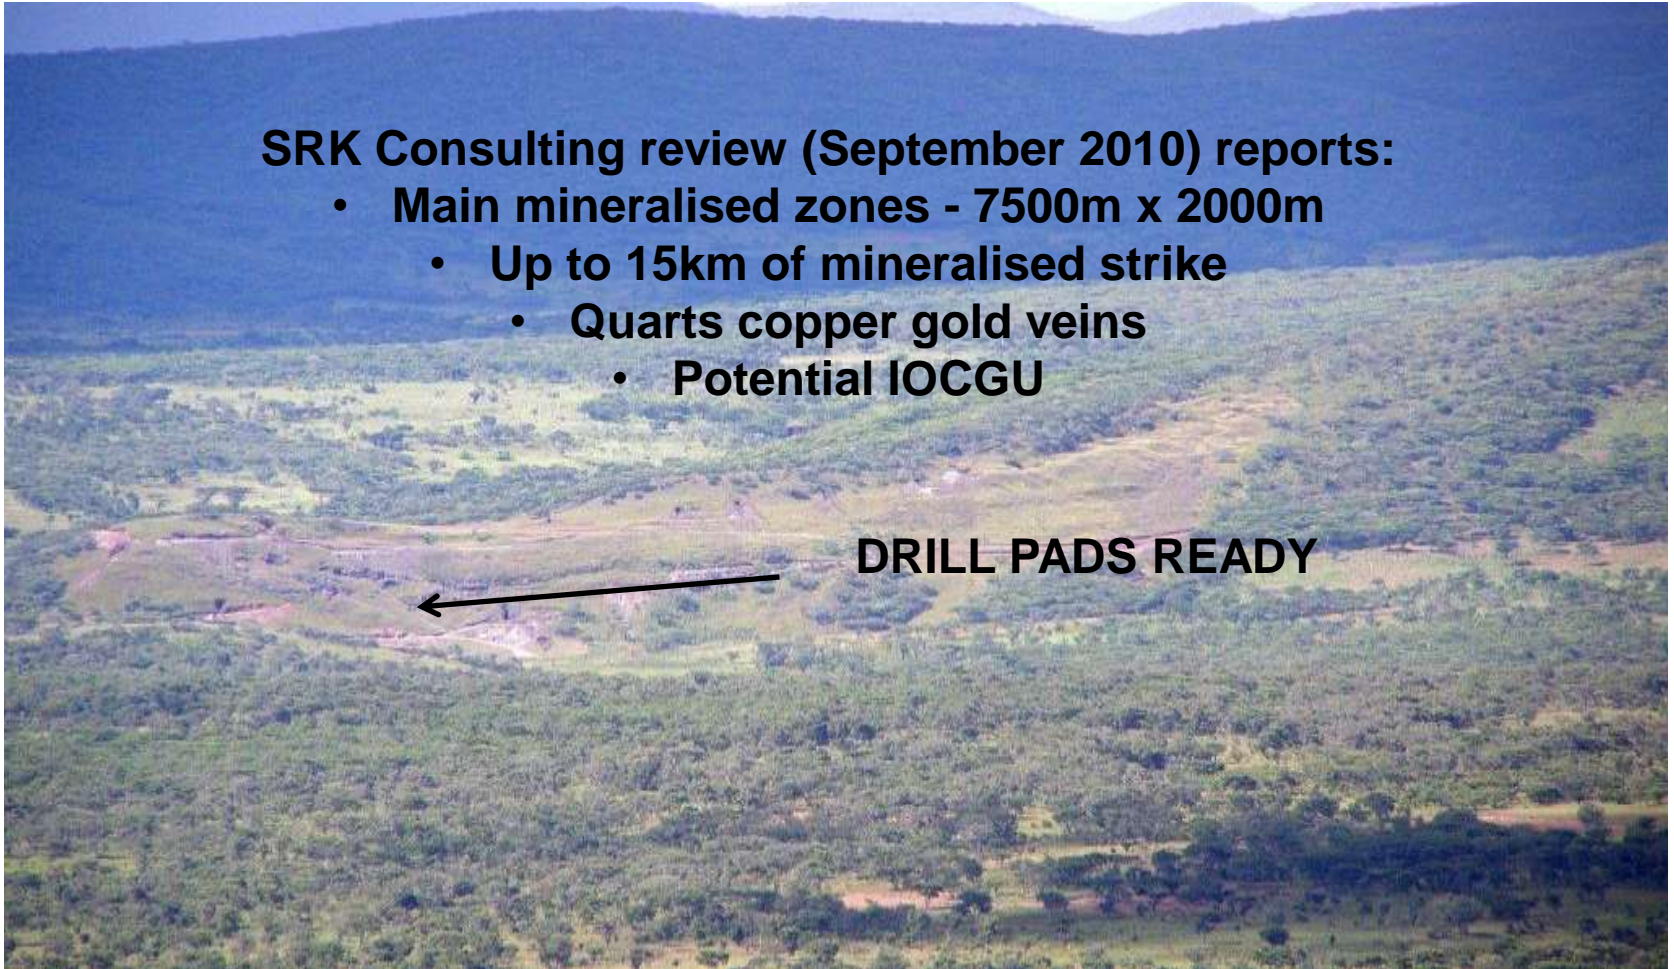 SRK Consulting review (September 2010) reports:
• Main mineralised zones - 7500m x 2000m
• Up to 15km of mineralised strike
• Quarts copper gold veins
• Potential IOCGU
DRILL PADS READY